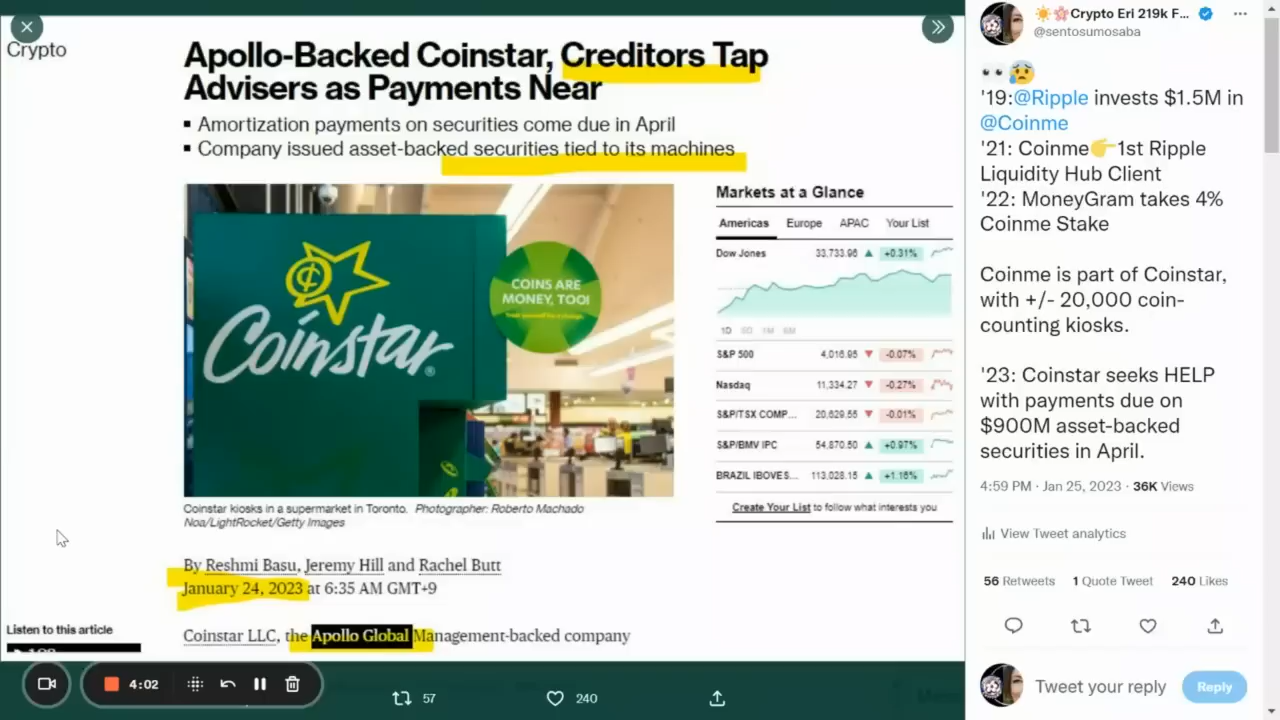 Crypto
Apollo-Backed Coinstar, Creditors Tap
Advisers as Payments Near
Amortization payments on securities come due in April
Company issued asset-backed securities tied to its machines
Coinstar
®
COINS ARE
MONEY, TOO!
Coinstar kiosks in a supermarket in Toronto. Photographer: Roberto Machado
Noa/LightRocket/Getty Images
Markets at a Glance
Americas Europe APAC Your List
Dow Jones 33,733.96 ▲ +0.31%
1D 5D 1M 6M
S&P 500 4,016.95 ▼ -0.07%
Nasdaq 11,334.27 ▼ -0.27%
S&P/TSX COMP... 20,629.55 ▼ -0.01%
S&P/BMV IPC 54,870.50 ▲ +0.97%
BRAZIL IBOVES... 113,028.15 ▲ +1.16%
Create Your List to follow what interests you
By Reshmi Basu, Jeremy Hill and Rachel Butt
January 24, 2023 at 6:35 AM GMT+9
Listen to this article
Coinstar LLC, the Apollo Global Management-backed company
4:02
57
240
Crypto Eri 219k F...
@sentosumosaba
👀😰
'19:@Ripple invests $1.5M in
@Coinme
'21: Coinme👉1st Ripple
Liquidity Hub Client
'22: MoneyGram takes 4%
Coinme Stake
Coinme is part of Coinstar,
with +/- 20,000 coin-
counting kiosks.
'23: Coinstar seeks HELP
with payments due on
$900M asset-backed
securities in April.
4:59 PM · Jan 25, 2023 · 36K Views
View Tweet analytics
56 Retweets 1 Quote Tweet 240 Likes
Tweet your reply
Reply